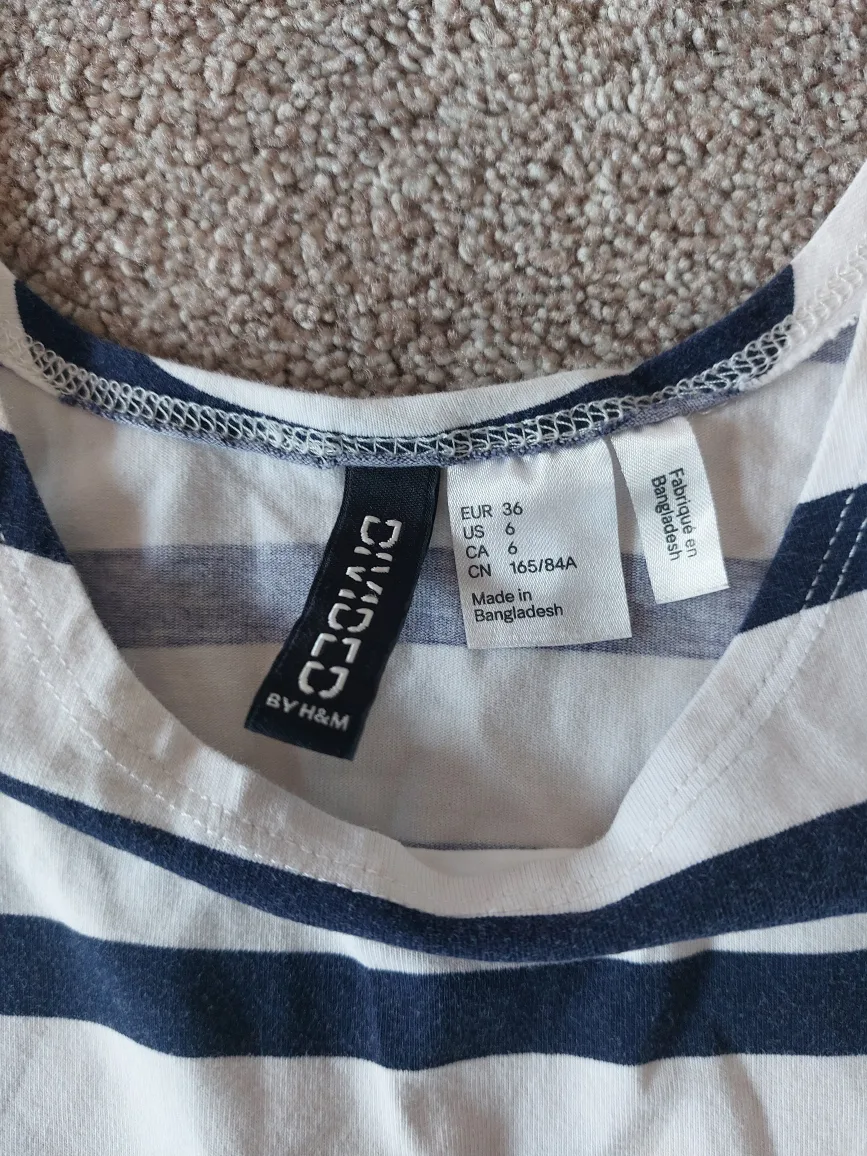 DIVIDED
BY H&M
EUR 36
US 6
CA 6
CN 165/84A
Made in
Bangladesh
Fabriqué en
Bangladesh